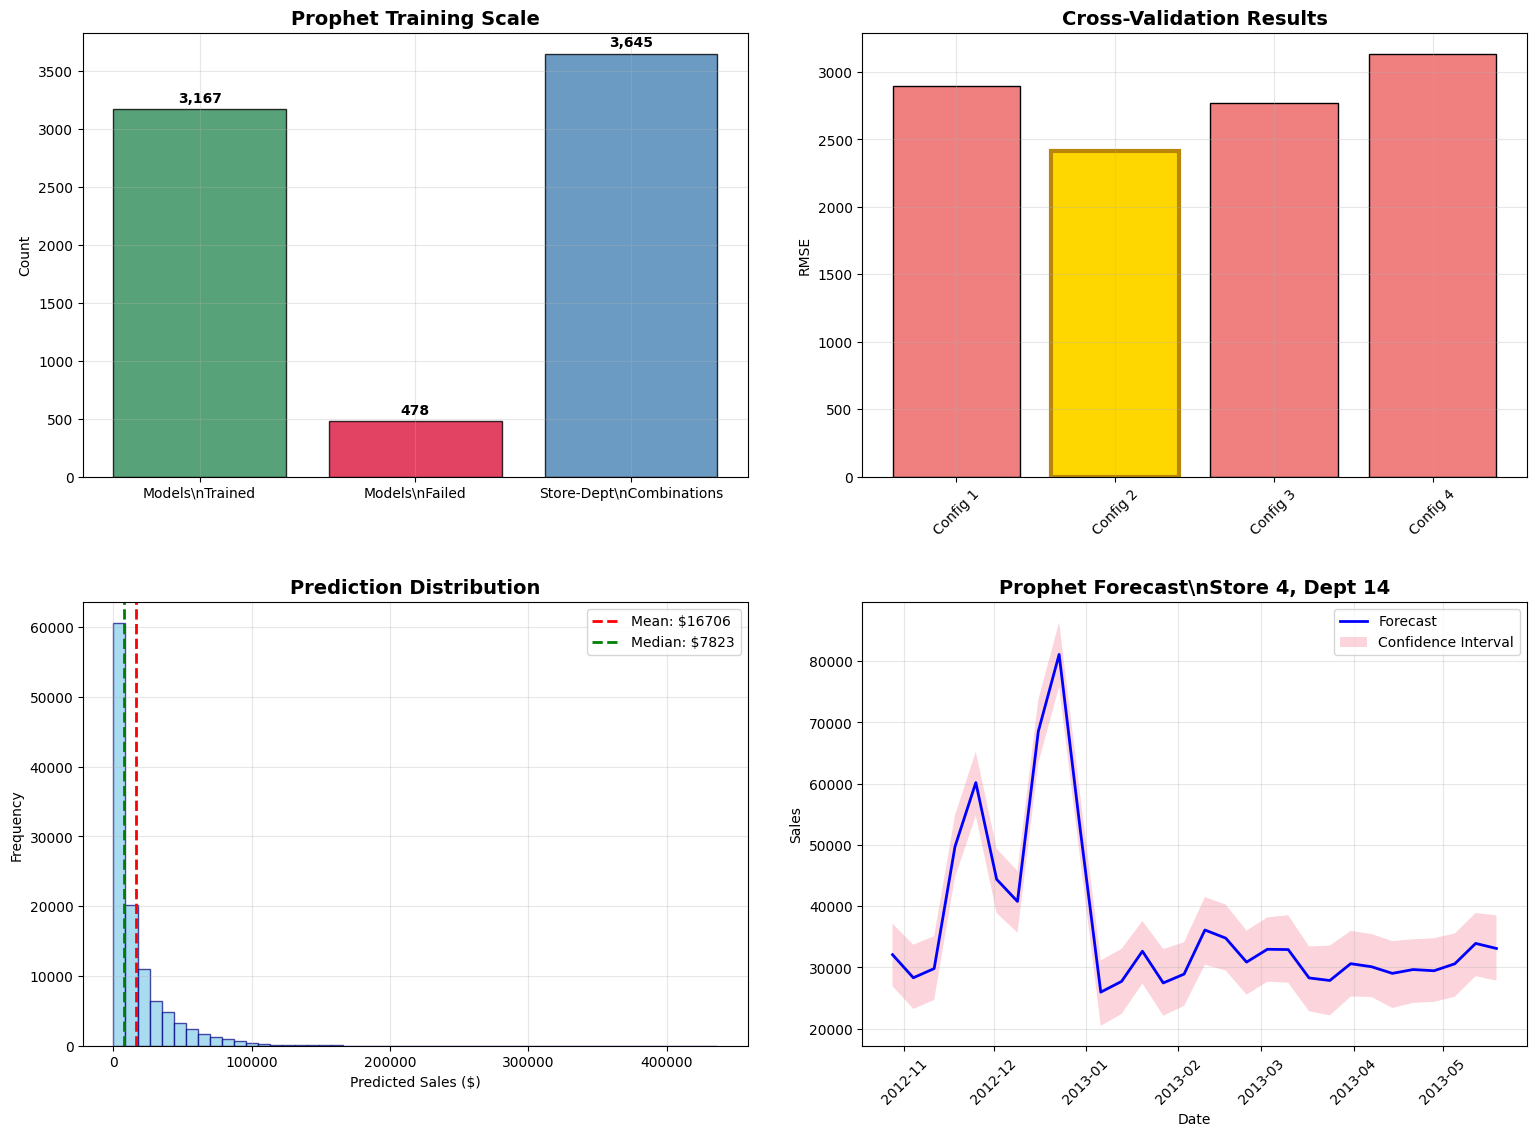 Prophet Training Scale
3,645
3,167
478
3500
3000
2500
2000
1500
1000
500
0
Count
Models\nTrained
Models\nFailed
Store-Dept\nCombinations
Cross-Validation Results
3000
2500
2000
1500
1000
500
0
RMSE
Config 1
Config 2
Config 3
Config 4
Prediction Distribution
Mean: $16706
Median: $7823
60000
50000
40000
30000
20000
10000
0
Frequency
0
100000
200000
300000
400000
Predicted Sales ($)
Prophet Forecast\nStore 4, Dept 14
Forecast
Confidence Interval
80000
70000
60000
50000
40000
30000
20000
Sales
2012-11
2012-12
2013-01
2013-02
2013-03
2013-04
2013-05
Date